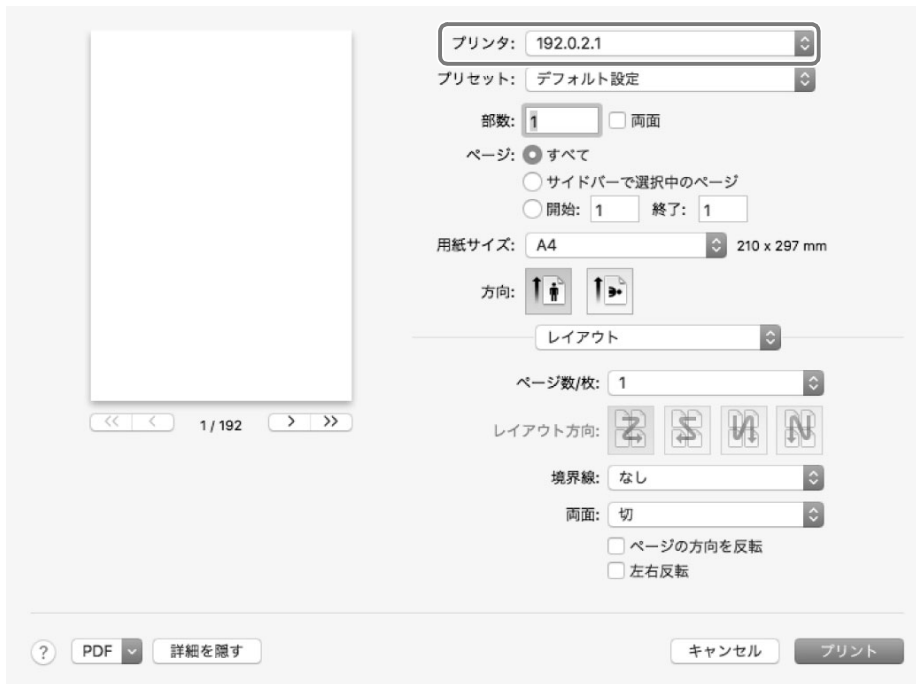 プリンタ: 192.0.2.1
プリセット: デフォルト設定
部数: 1 両面
ページ: すべて
サイドバーで選択中のページ
開始: 1 終了: 1
用紙サイズ: A4 210 x 297 mm
方向:
レイアウト
ページ数/枚: 1
<< < 1 / 192 > >>
レイアウト方向:
境界線: なし
両面: 切
ページの方向を反転
左右反転
? PDF 詳細を隠す キャンセル プリント